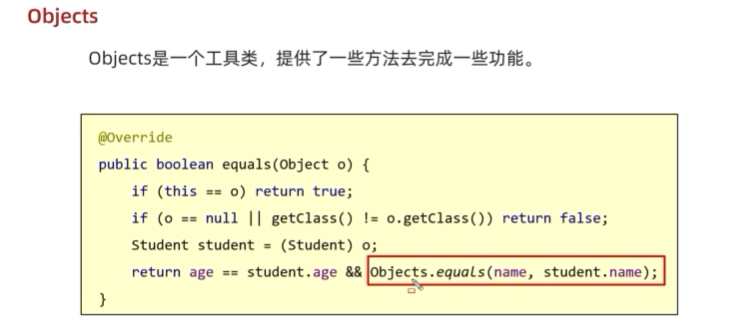 Objects
Objects是一个工具类，提供了一些方法去完成一些功能。
@Override
public boolean equals(Object o) {
    if (this == o) return true;
    if (o == null || getClass() != o.getClass()) return false;
    Student student = (Student) o;
    return age == student.age && Objects.equals(name, student.name);
}